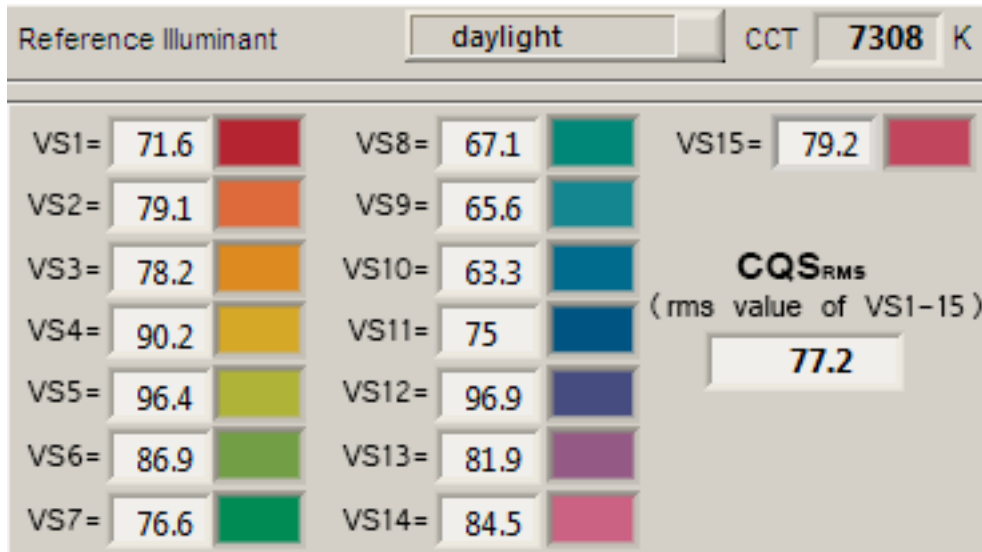 Reference Illuminant daylight CCT 7308 K
VS1= 71.6 VS8= 67.1 VS15= 79.2
VS2= 79.1 VS9= 65.6
VS3= 78.2 VS10= 63.3 CQSRMS
VS4= 90.2 VS11= 75 (rms value of VS1-15)
VS5= 96.4 VS12= 96.9 77.2
VS6= 86.9 VS13= 81.9
VS7= 76.6 VS14= 84.5